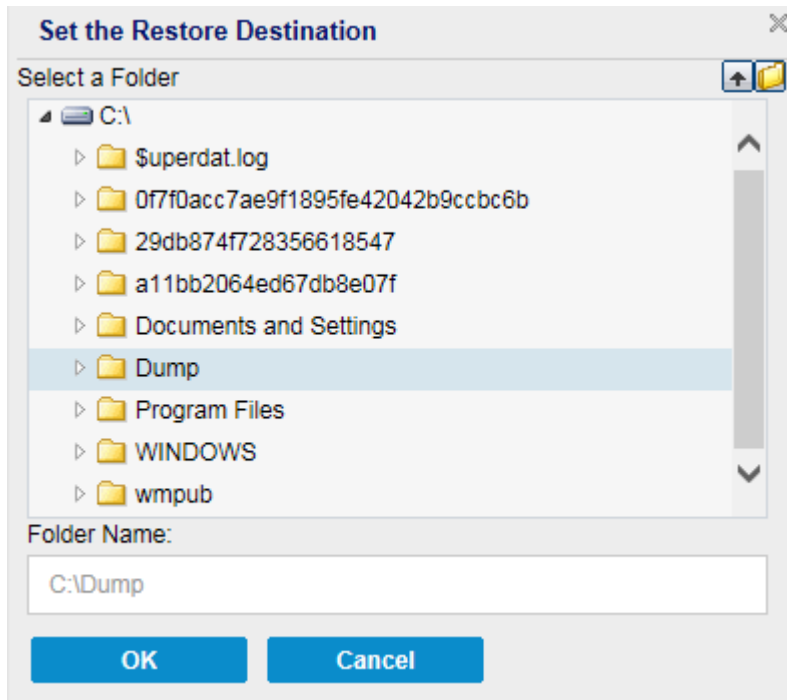 Set the Restore Destination
Select a Folder
C:\
$uperdat.log
0f7f0acc7ae9f1895fe42042b9ccbc6b
29db874f728356618547
a11bb2064ed67db8e07f
Documents and Settings
Dump
Program Files
WINDOWS
wmpub
Folder Name:
C:\Dump
OK Cancel